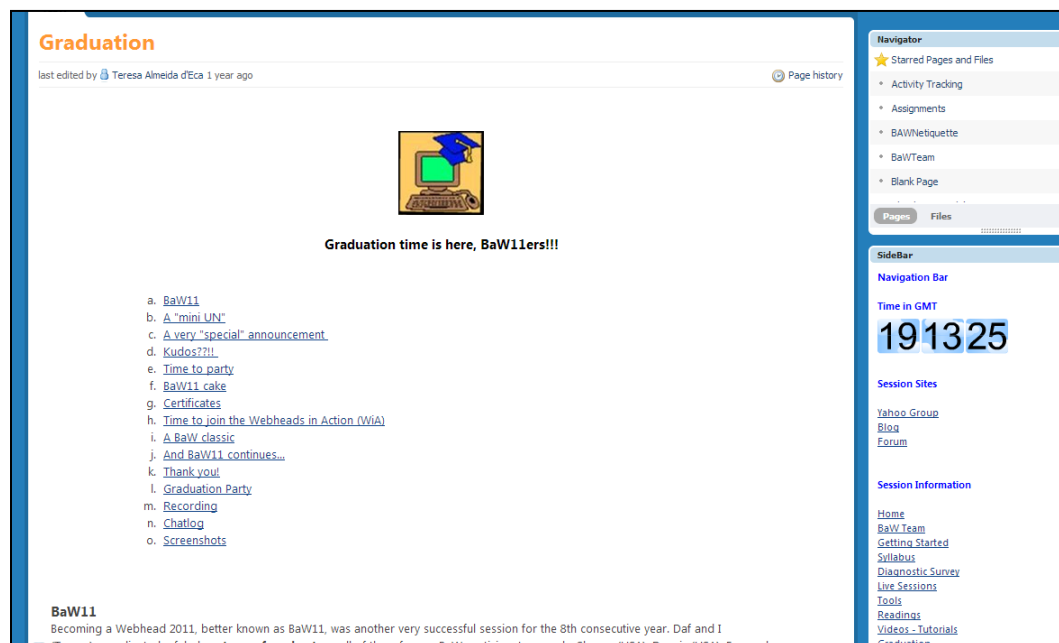 Graduation
last edited by Teresa Almeida d'Eca 1 year ago
Page history
Graduation time is here, BaW11ers!!!
a. BaW11
b. A "mini UN"
c. A very "special" announcement
d. Kudos??!!
e. Time to party
f. BaW11 cake
g. Certificates
h. Time to join the Webheads in Action (WiA)
i. A BaW classic
j. And BaW11 continues...
k. Thank you!
l. Graduation Party
m. Recording
n. Chatlog
o. Screenshots
BaW11
Becoming a Webhead 2011, better known as BaW11, was another very successful session for the 8th consecutive year. Daf and I
Navigator
Starred Pages and Files
Activity Tracking
Assignments
BAWNetiquette
BaWTeam
Blank Page
Pages Files
SideBar
Navigation Bar
Time in GMT
19 13 25
Session Sites
Yahoo Group
Blog
Forum
Session Information
Home
BaW Team
Getting Started
Syllabus
Diagnostic Survey
Live Sessions
Tools
Readings
Videos - Tutorials
Graduation